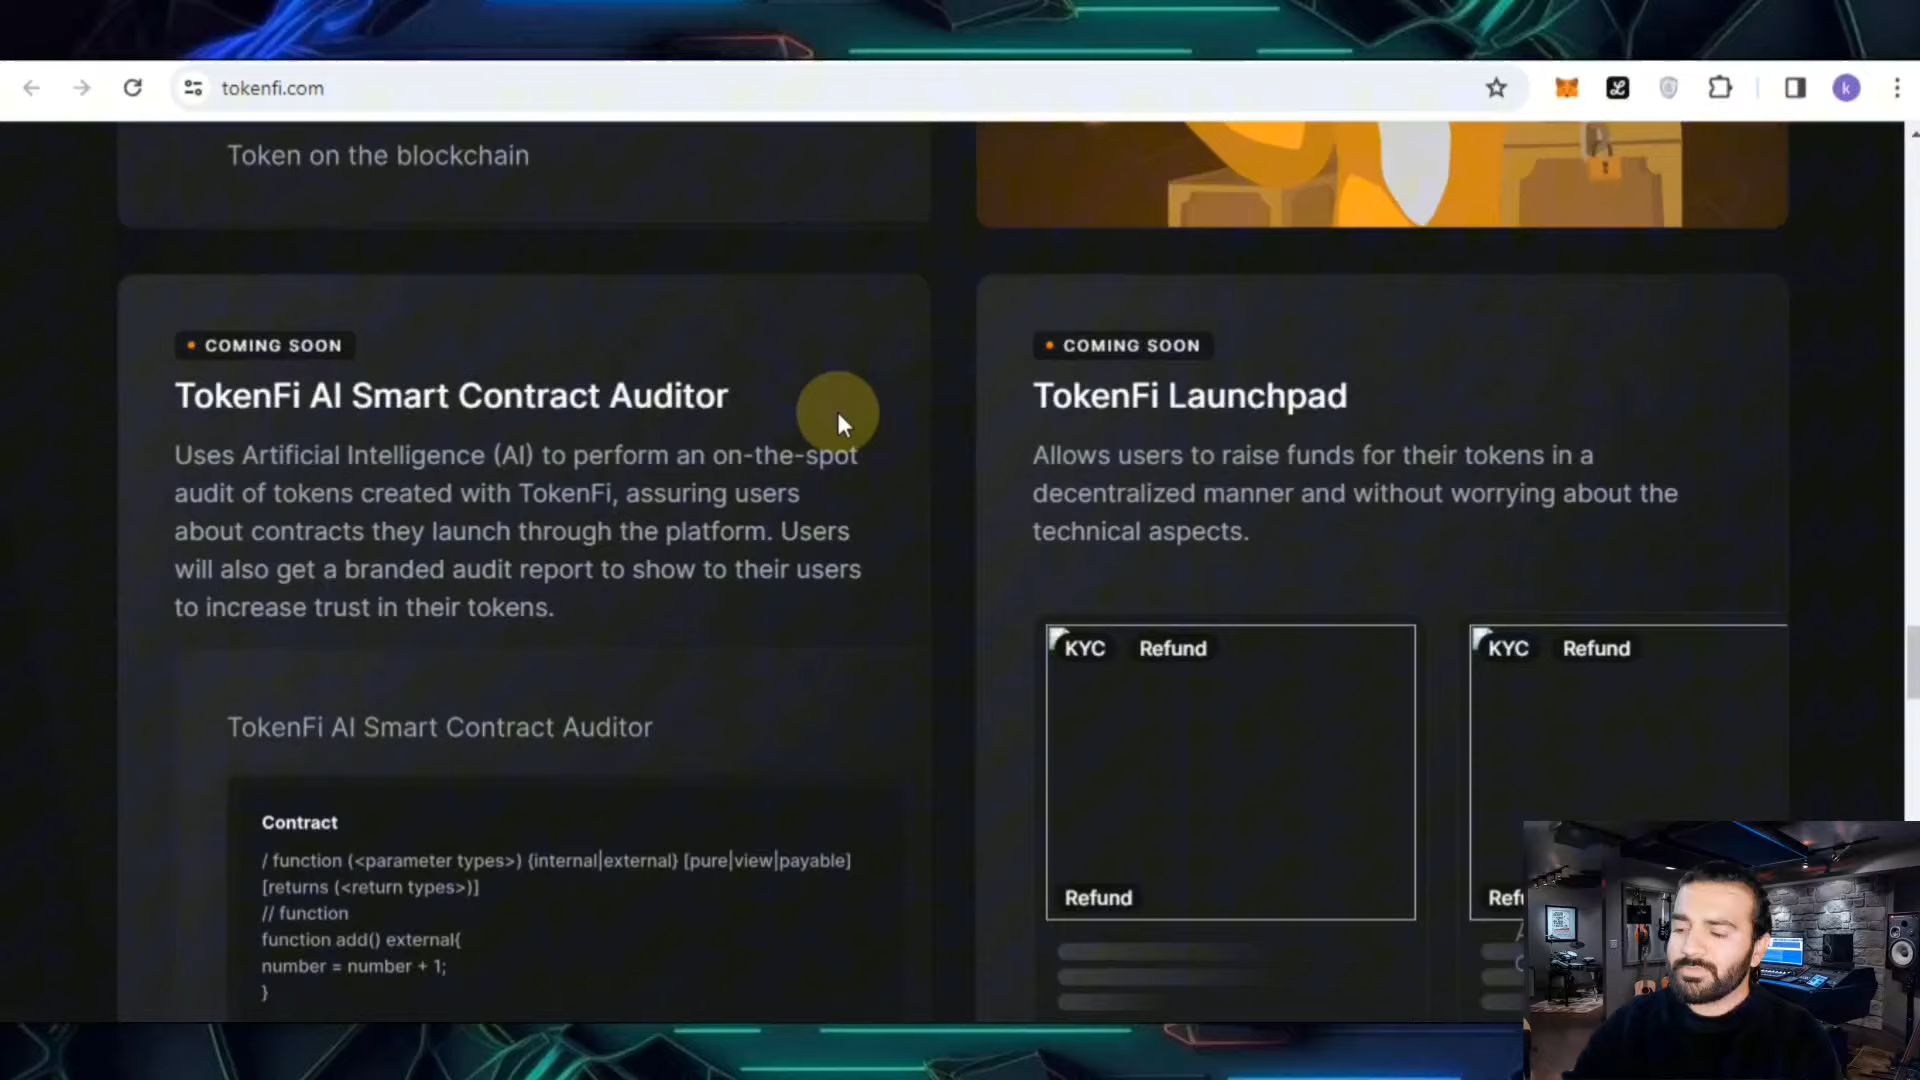 tokenfi.com
k
Token on the blockchain
COMING SOON
TokenFi AI Smart Contract Auditor
Uses Artificial Intelligence (AI) to perform an on-the-spot
audit of tokens created with TokenFi, assuring users
about contracts they launch through the platform. Users
will also get a branded audit report to show to their users
to increase trust in their tokens.
TokenFi AI Smart Contract Auditor
Contract
/ function (<parameter types>) {internal|external} [pure|view|payable]
[returns (<return types>)]
// function
function add() external{
number = number + 1;
}
COMING SOON
TokenFi Launchpad
Allows users to raise funds for their tokens in a
decentralized manner and without worrying about the
technical aspects.
KYC Refund
KYC Refund
Refund